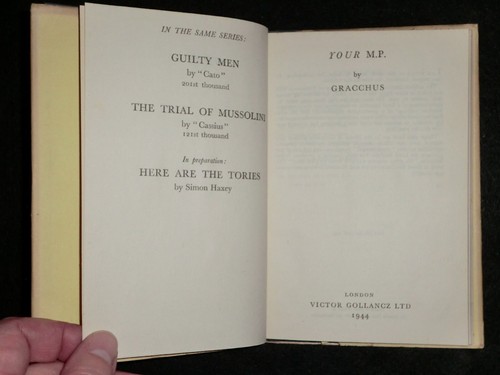 IN THE SAME SERIES:
GUILTY MEN
by "Cato"
201st thousand
THE TRIAL OF MUSSOLINI
by "Cassius"
121st thousand
In preparation:
HERE ARE THE TORIES
by Simon Haxey
YOUR M.P.
by
GRACCHUS
LONDON
VICTOR GOLLANCZ LTD
1944